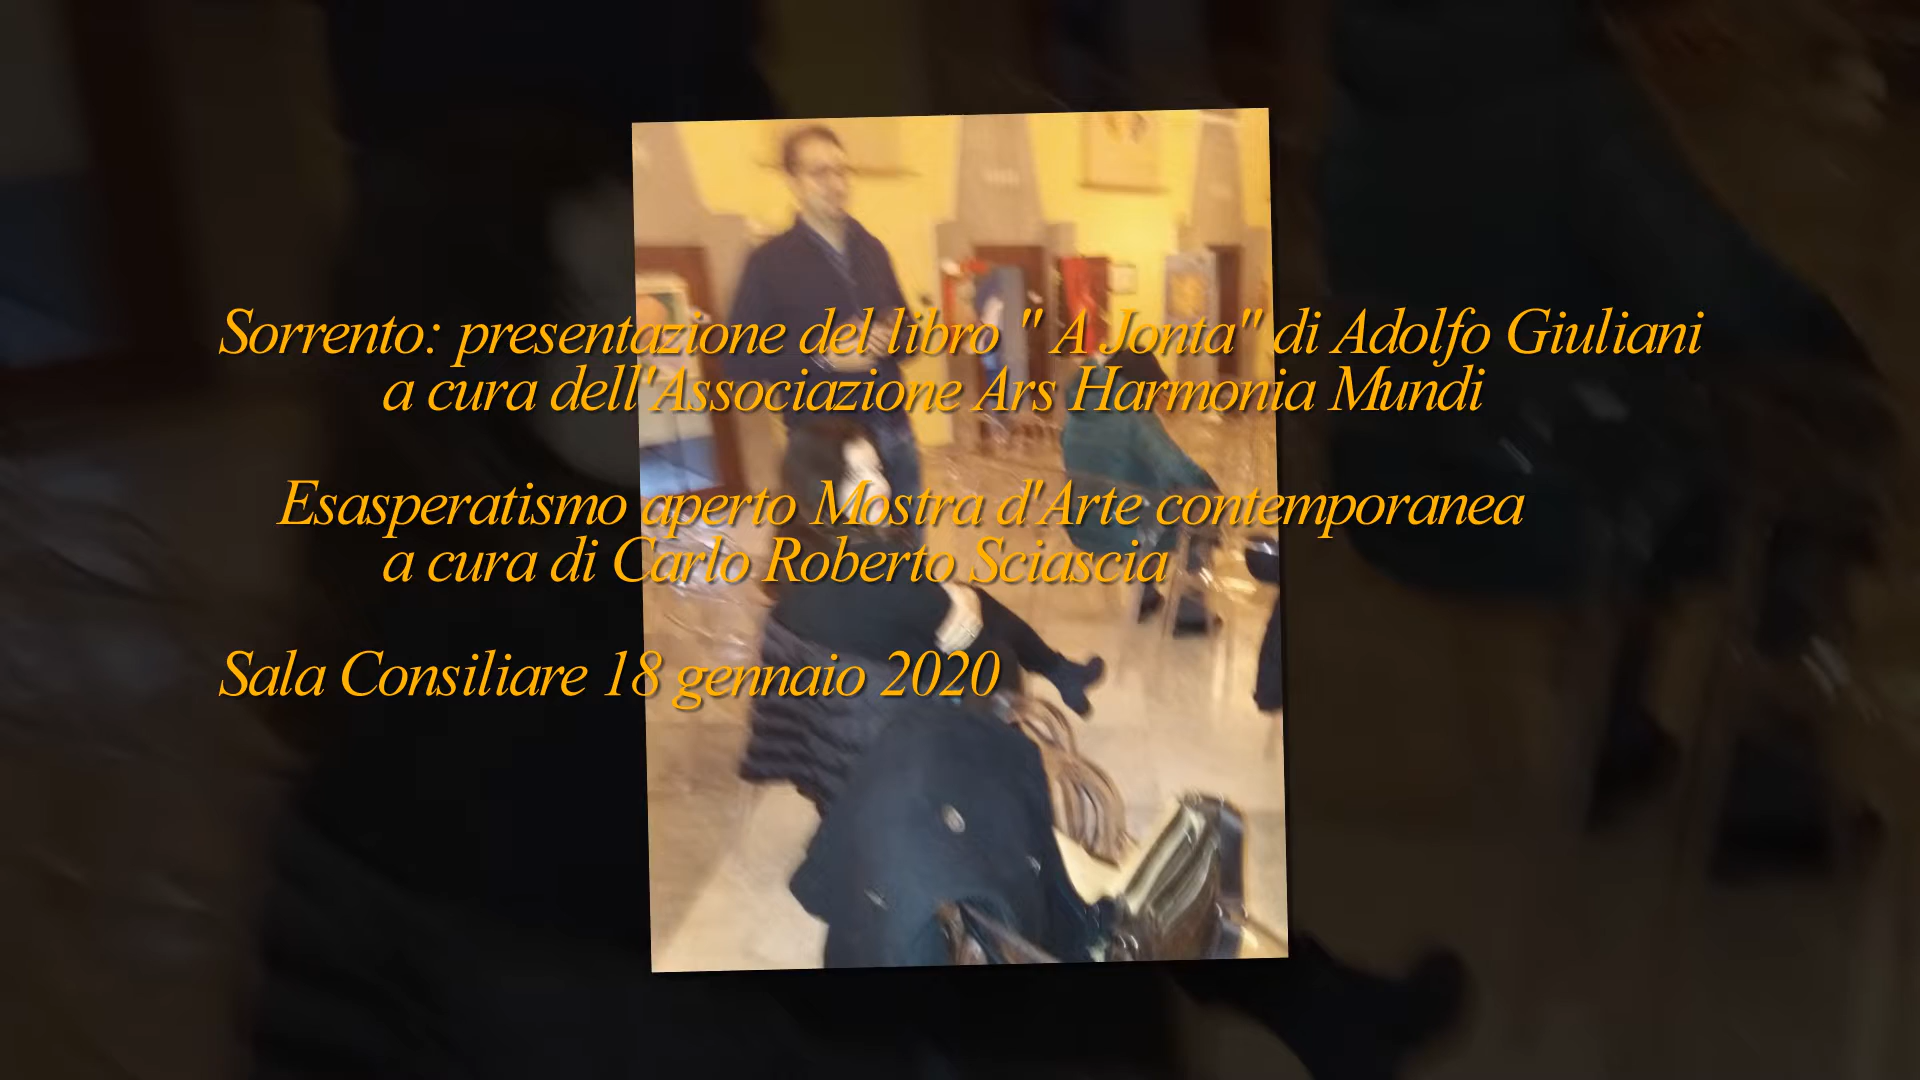 Sorrento: presentazione del libro " A Jonta" di Adolfo Giuliani
a cura dell'Associazione Ars Harmonia Mundi
Esasperatismo aperto Mostra d'Arte contemporanea
a cura di Carlo Roberto Sciascia
Sala Consiliare 18 gennaio 2020